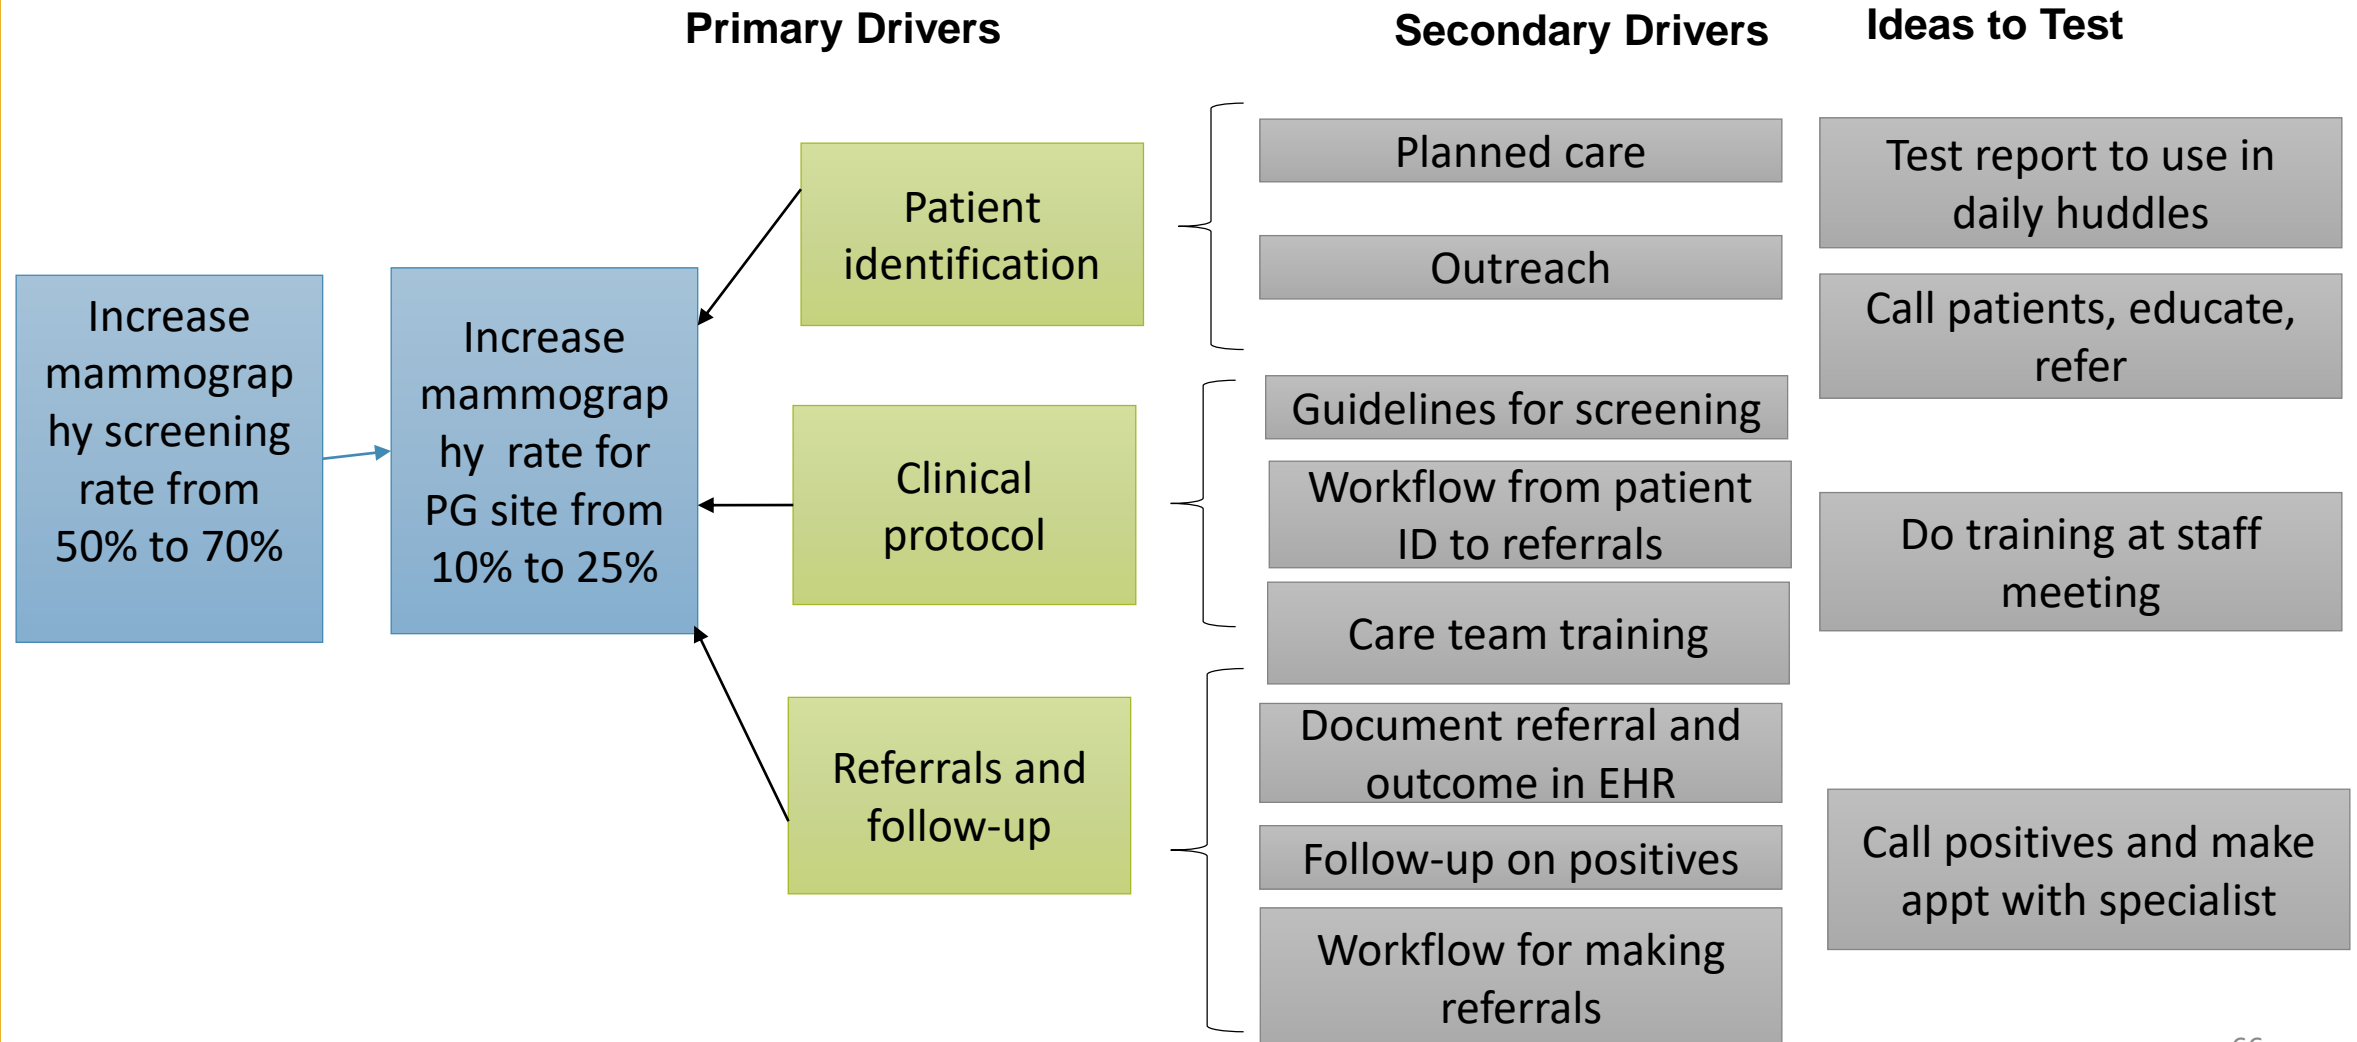 Primary Drivers
Secondary Drivers
Ideas to Test
Increase
mammograp
hy screening
rate from
50% to 70%
Increase
mammograp
hy rate for
PG site from
10% to 25%
Patient
identification
Clinical
protocol
Referrals and
follow-up
Planned care
Outreach
Guidelines for screening
Workflow from patient
ID to referrals
Care team training
Document referral and
outcome in EHR
Follow-up on positives
Workflow for making
referrals
Test report to use in
daily huddles
Call patients, educate,
refer
Do training at staff
meeting
Call positives and make
appt with specialist